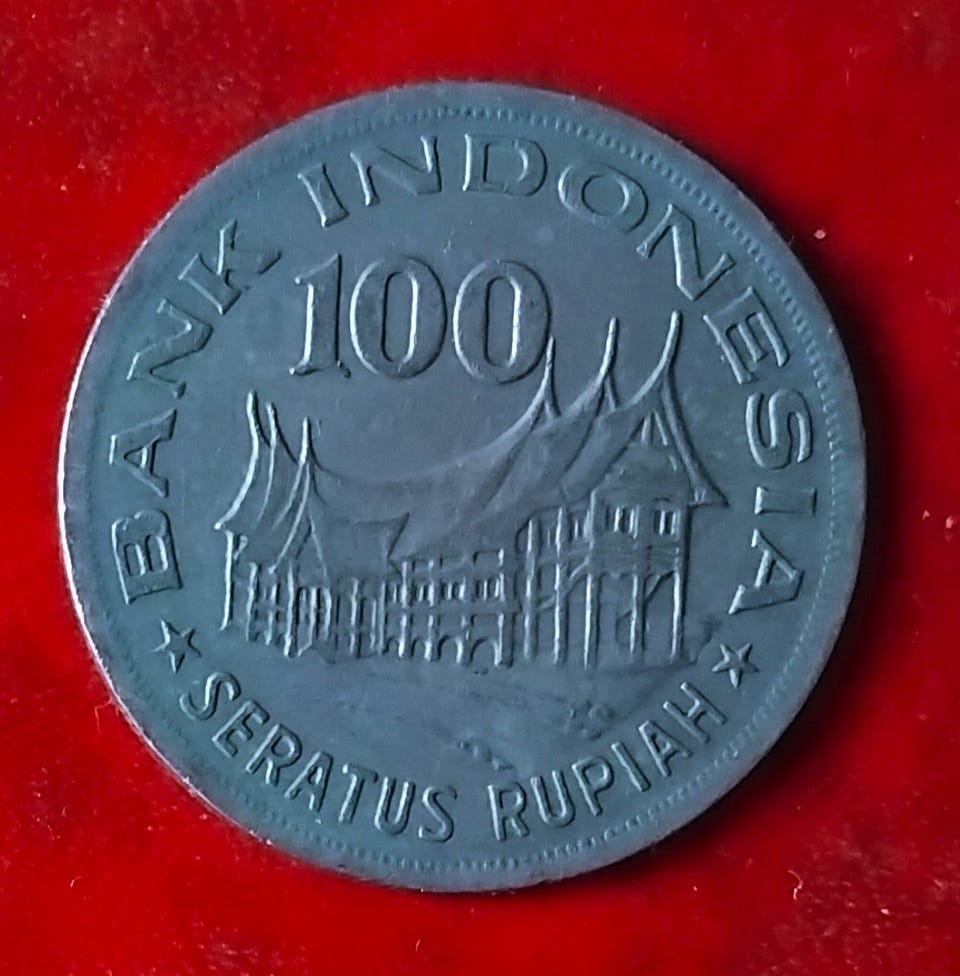 BANK INDONESIA
100
SERATUS RUPIAH